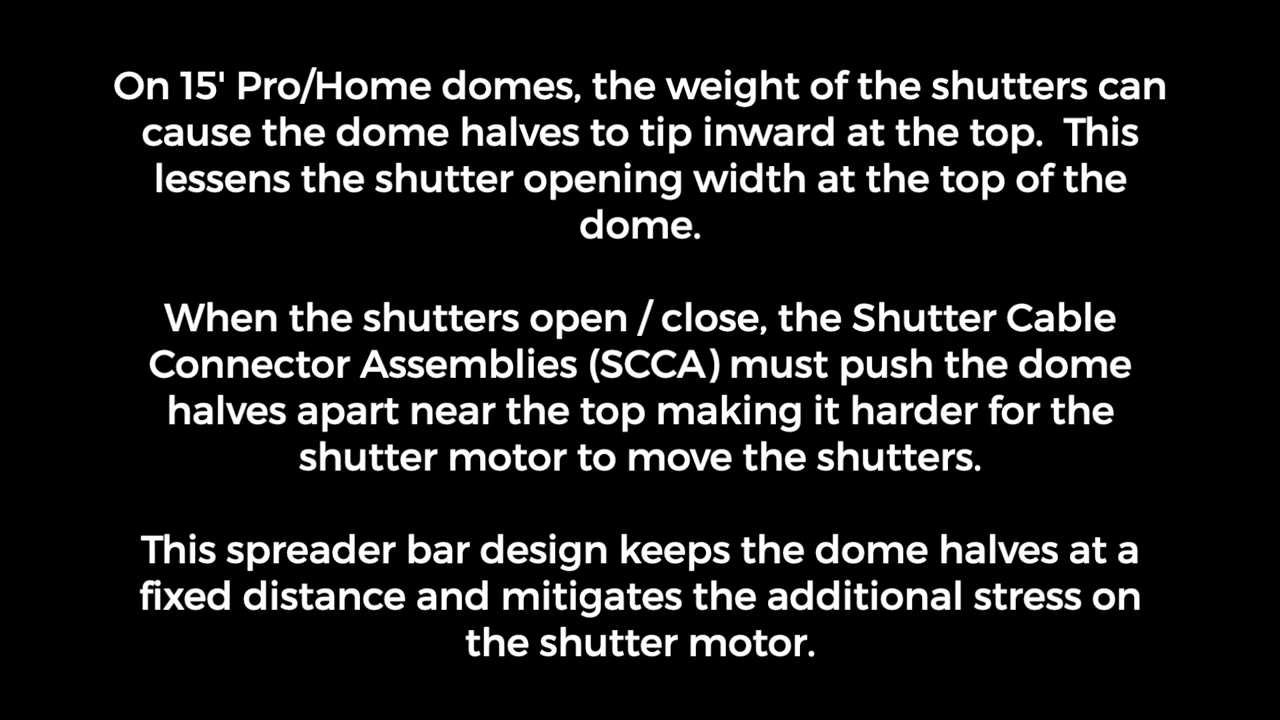 On 15' Pro/Home domes, the weight of the shutters can
cause the dome halves to tip inward at the top.  This
lessens the shutter opening width at the top of the
dome.
When the shutters open / close, the Shutter Cable
Connector Assemblies (SCCA) must push the dome
halves apart near the top making it harder for the
shutter motor to move the shutters.
This spreader bar design keeps the dome halves at a
fixed distance and mitigates the additional stress on
the shutter motor.